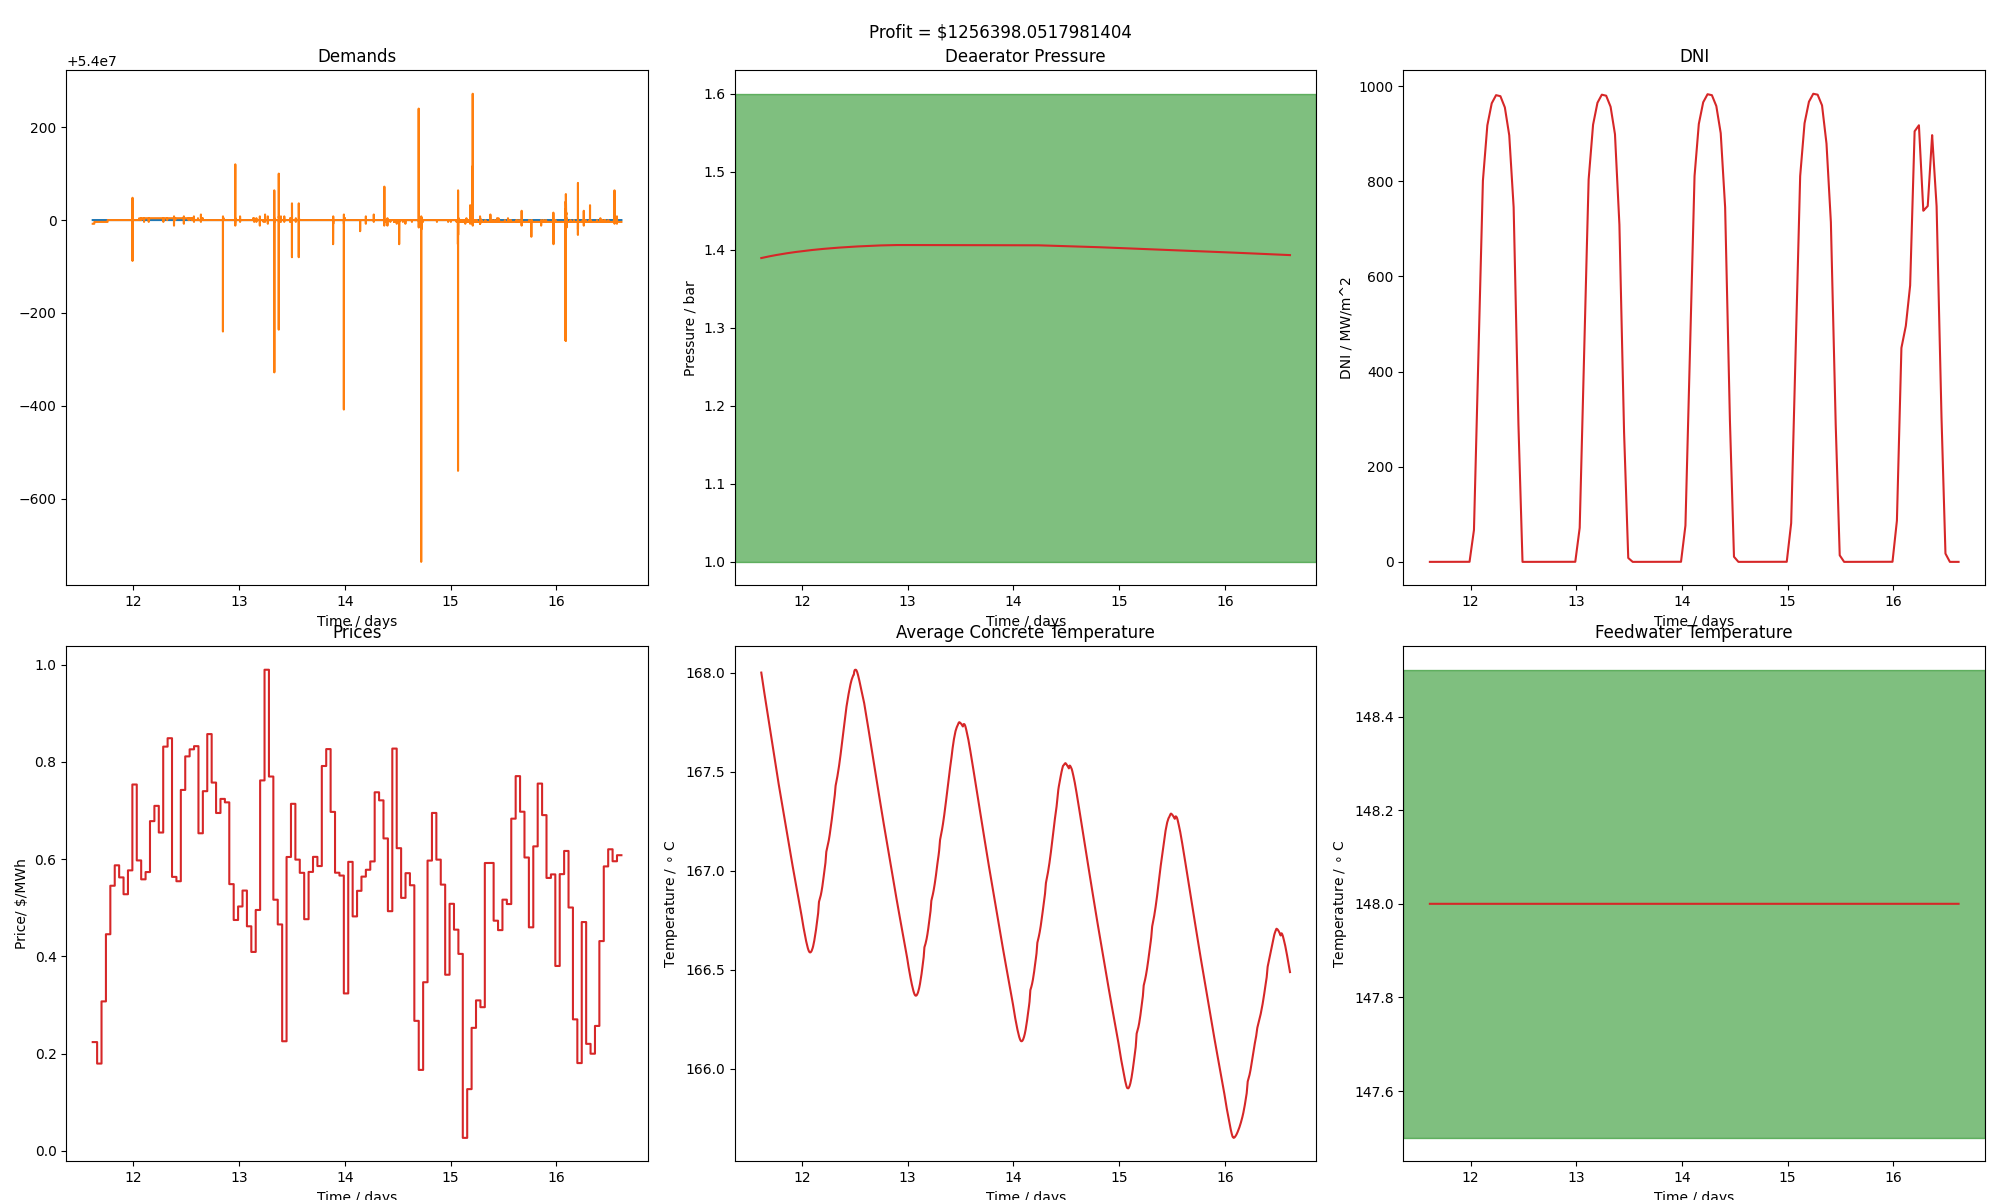 Profit = $1256398.0517981404
Demands
+5.4e7
200
0
−200
−400
−600
12 13 14 15 16
Time / days
Deaerator Pressure
Pressure / bar
1.6
1.5
1.4
1.3
1.2
1.1
1.0
12 13 14 15 16
Time / days
DNI
DNI / MW/m^2
1000
800
600
400
200
0
12 13 14 15 16
Time / days
Prices
Price/ $/MWh
1.0
0.8
0.6
0.4
0.2
0.0
12 13 14 15 16
Time / days
Average Concrete Temperature
Temperature / ∘ C
168.0
167.5
167.0
166.5
166.0
12 13 14 15 16
Time / days
Feedwater Temperature
Temperature / ∘ C
148.4
148.2
148.0
147.8
147.6
12 13 14 15 16
Time / days